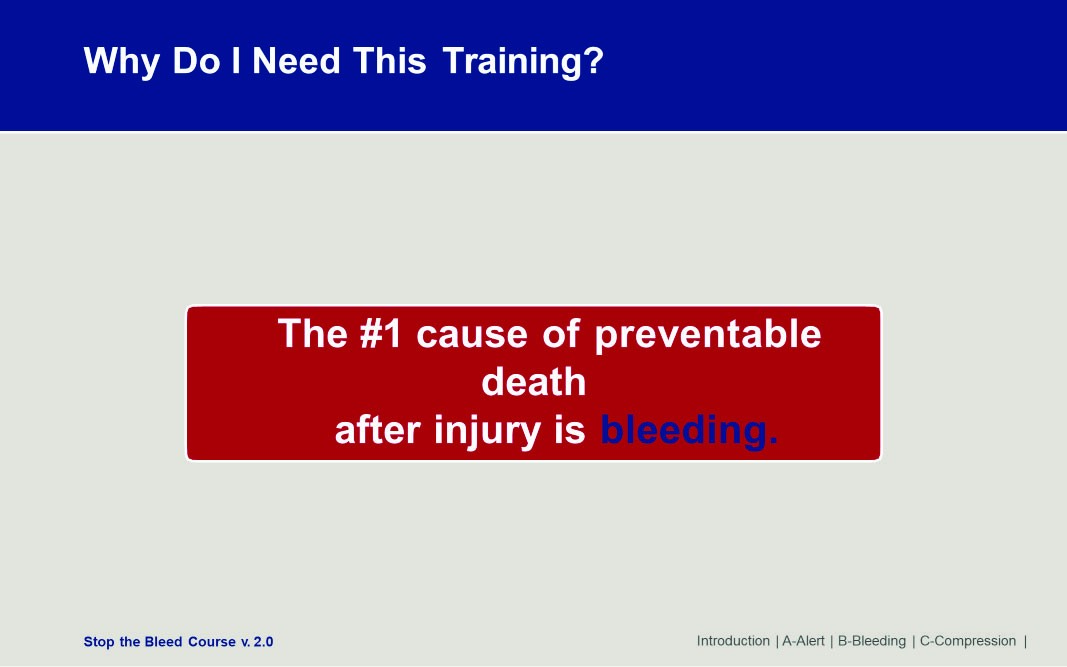 Why Do I Need This Training?
The #1 cause of preventable
death
after injury is bleeding.
Stop the Bleed Course v. 2.0
Introduction | A-Alert | B-Bleeding | C-Compression |